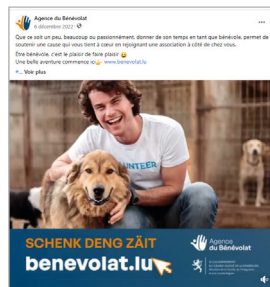 Agence du Bénévolat
6 décembre 2022
Que ce soit un peu, beaucoup ou passionnément, donner de son temps en tant que bénévole, permet de
soutenir une cause qui vous tient à cœur en rejoignant une association à côté de chez vous.
Être bénévole, c'est le plaisir de faire plaisir 😃
Une belle aventure commence ici👉 www.benevolat.lu
#... Voir plus
VOLUNTEER
SCHENK DENG ZÄIT
benevolat.lu
Agence
du Bénévolat